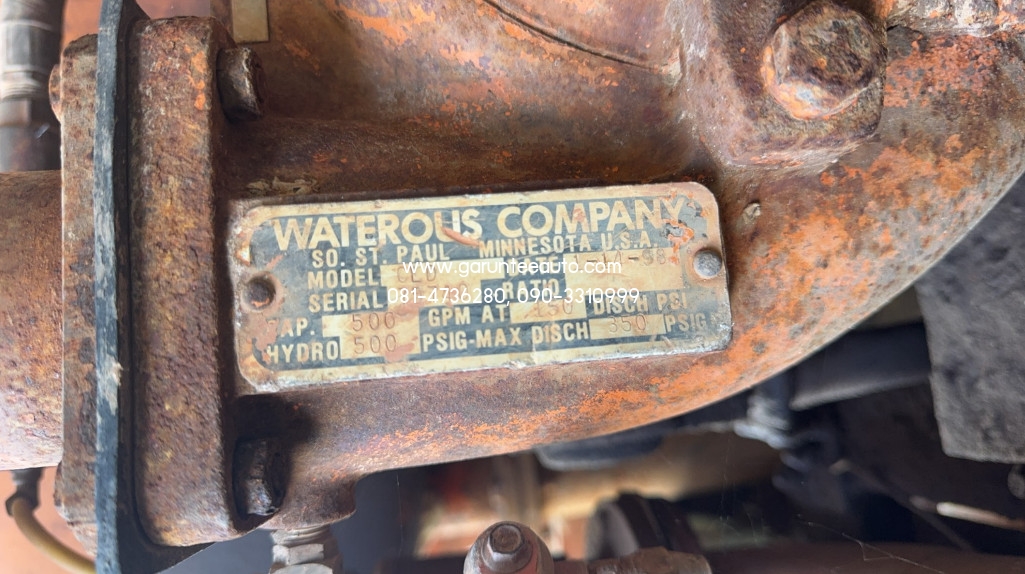 WATEROUS COMPANY
SO. ST. PAUL MINNESOTA U.S.A.
MODEL
www.garunteeauto.com
SERIAL RATIO
081-4736280, 090-3310999
CAP. 500 GPM AT 150 DISCH PSI
HYDRO 500 PSIG-MAX DISCH 350 PSIG